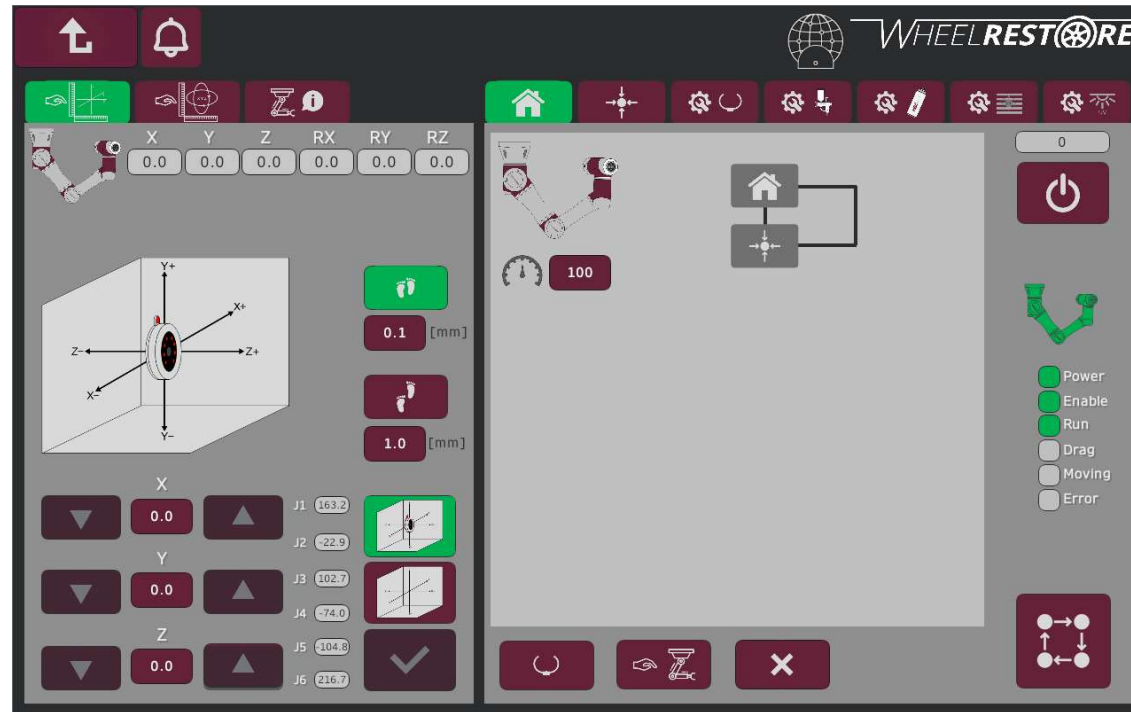 WHEELRESTORE
X Y Z RX RY RZ
0.0 0.0 0.0 0.0 0.0 0.0
0
100
Y+
X+
Z-
Z+
X-
Y-
0.1 [mm]
1.0 [mm]
Power
Enable
Run
Drag
Moving
Error
X
0.0
Y
0.0
Z
0.0
J1 163.2
J2 -22.9
J3 102.7
J4 -74.0
J5 -104.8
J6 216.7